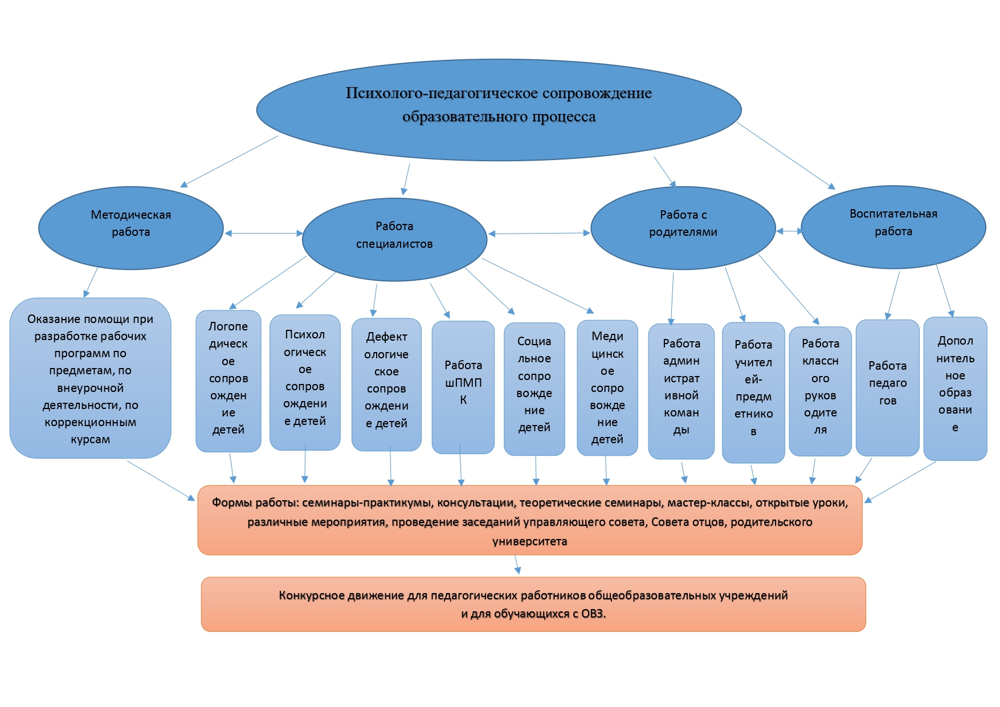 Психолого-педагогическое сопровождение
образовательного процесса
Методическая
работа
Работа
специалистов
Работа с
родителями
Воспитательная
работа
Оказание помощи при
разработке рабочих
программ по
предметам, по
внеурочной
деятельности, по
коррекционным
курсам
Логопе
дическ
ое
сопров
ожден
ие
детей
Психол
огическ
ое
сопров
ождени
е детей
Дефект
ологиче
ское
сопров
ождени
е детей
Работа
шПМП
К
Социа
льное
сопро
вожде
ние
детей
Меди
цинск
ое
сопро
вожде
ние
детей
Работа
админ
истрат
ивной
коман
ды
Работа
учител
ей-
предм
етнико
в
Работа
классн
ого
руков
одите
ля
Работа
педаго
гов
Допол
нитель
ное
образ
овани
е
Формы работы: семинары-практикумы, консультации, теоретические семинары, мастер-классы, открытые уроки,
различные мероприятия, проведение заседаний управляющего совета, Совета отцов, родительского
университета
Конкурсное движение для педагогических работников общеобразовательных учреждений
и для обучающихся с ОВЗ.